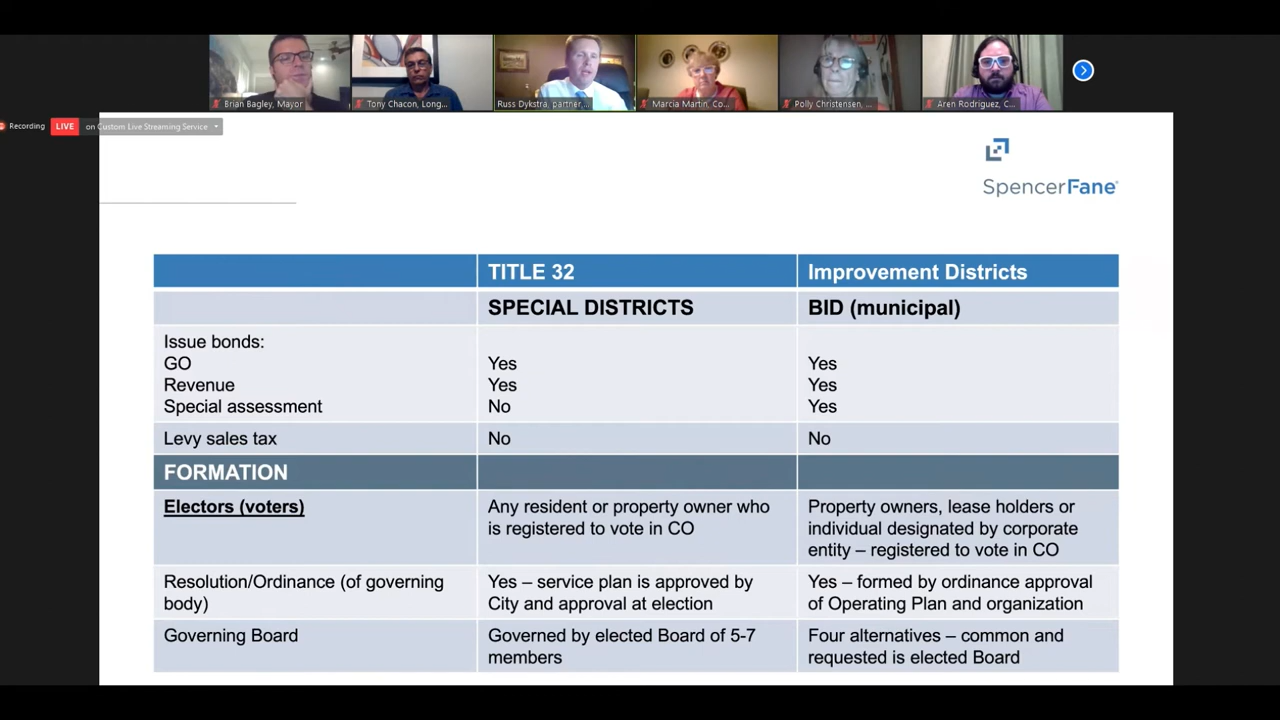 Brian Bagley, Mayor
Tony Chacon, Long...
Russ Dykstra, partner,...
Marcia Martin, Co...
Polly Christensen, ...
Aren Rodriguez, C...
Recording
LIVE
on Custom Live Streaming Service
SpencerFane
TITLE 32
Improvement Districts
SPECIAL DISTRICTS
BID (municipal)
Issue bonds:
GO
Yes
Yes
Revenue
Yes
Yes
Special assessment
No
Yes
Levy sales tax
No
No
FORMATION
Electors (voters)
Any resident or property owner who
is registered to vote in CO
Property owners, lease holders or
individual designated by corporate
entity – registered to vote in CO
Resolution/Ordinance (of governing
body)
Yes – service plan is approved by
City and approval at election
Yes – formed by ordinance approval
of Operating Plan and organization
Governing Board
Governed by elected Board of 5-7
members
Four alternatives – common and
requested is elected Board